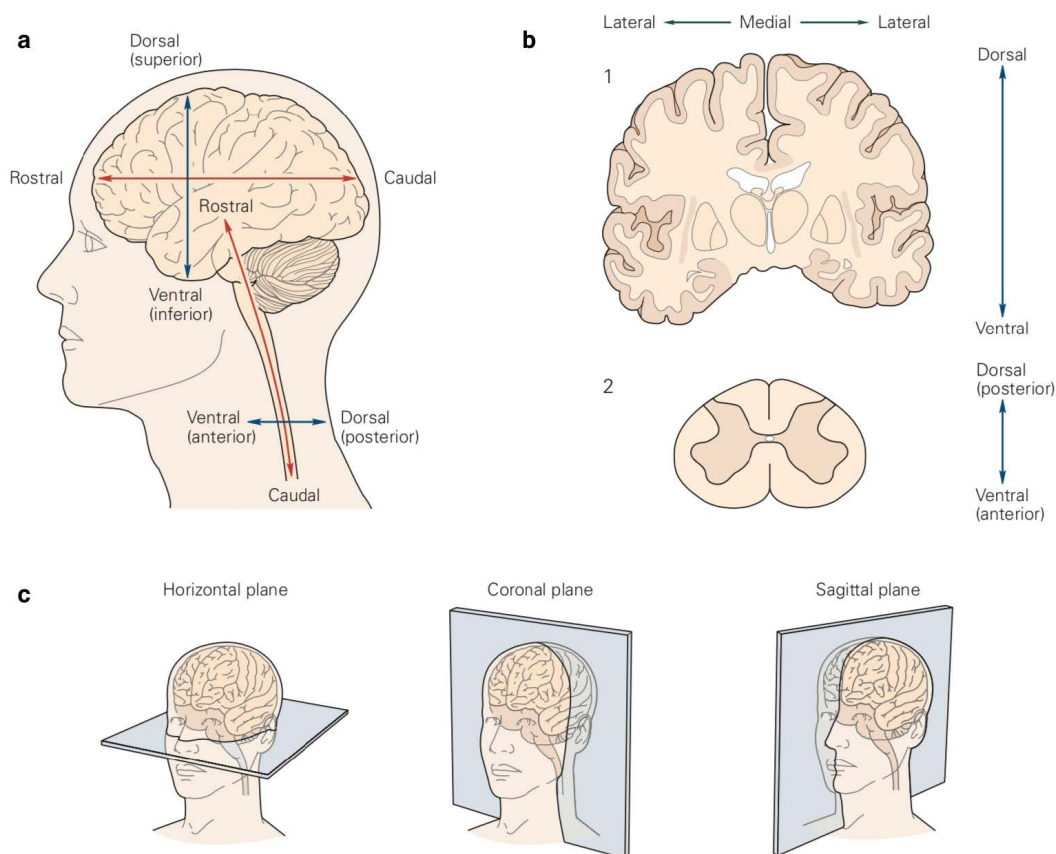 a
Dorsal
(superior)
Rostral
Caudal
Rostral
Ventral
(inferior)
Ventral
(anterior)
Dorsal
(posterior)
Caudal
b
Lateral Medial Lateral
1
Dorsal
Ventral
2
Dorsal
(posterior)
Ventral
(anterior)
c
Horizontal plane
Coronal plane
Sagittal plane